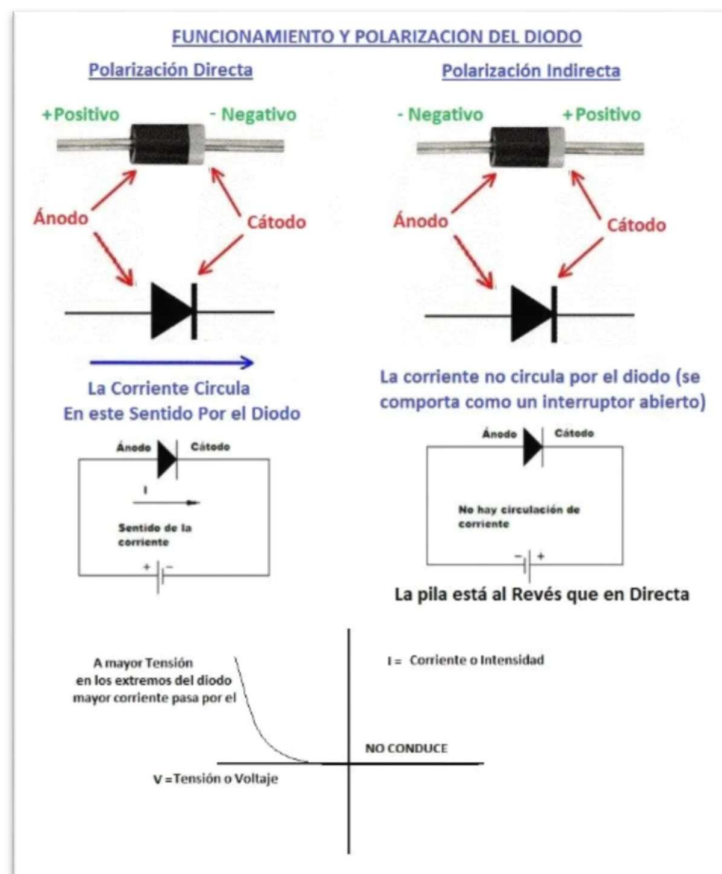 FUNCIONAMIENTO Y POLARIZACIÓN DEL DIODO
Polarización Directa
+Positivo
- Negativo
Ánodo
Cátodo
La Corriente Circula
En este Sentido Por el Diodo
Ánodo
Cátodo
I
Sentido de la
corriente
+
−
Polarización Indirecta
- Negativo
+ Positivo
Ánodo
Cátodo
La corriente no circula por el diodo (se
comporta como un interruptor abierto)
Ánodo
Cátodo
No hay circulación de
corriente
−
+
La pila está al Revés que en Directa
A mayor Tensión
en los extremos del diodo
mayor corriente pasa por el
I = Corriente o Intensidad
NO CONDUCE
V =Tensión o Voltaje